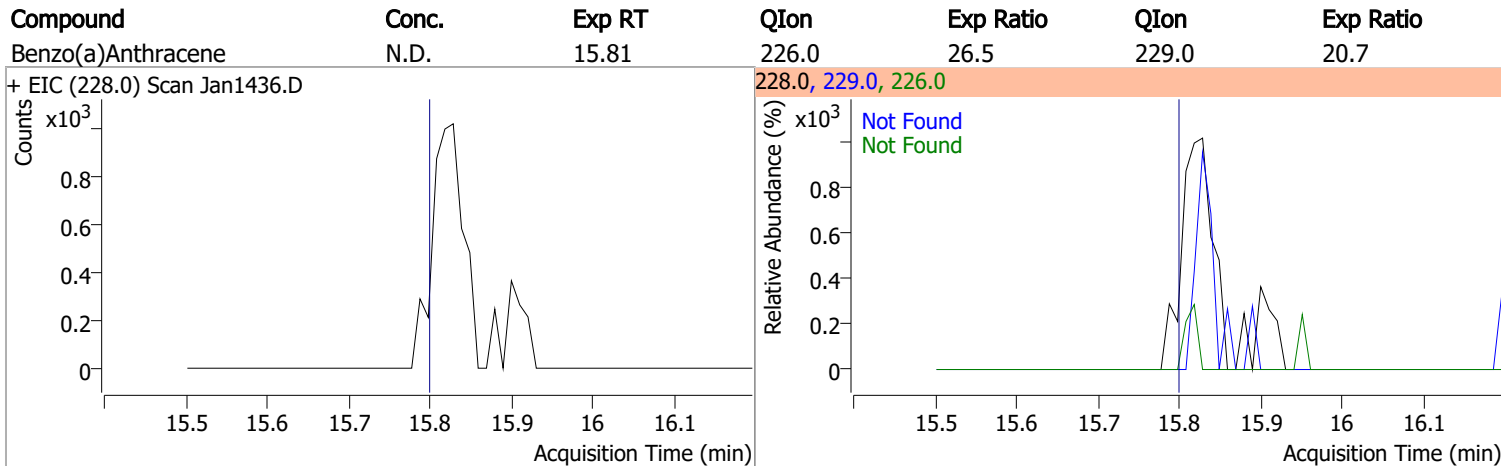 Compound Conc. Exp RT QIon Exp Ratio QIon Exp Ratio
Benzo(a)Anthracene N.D. 15.81 226.0 26.5 229.0 20.7
+ EIC (228.0) Scan Jan1436.D
Counts
x10³
0.8
0.6
0.4
0.2
0
15.5 15.6 15.7 15.8 15.9 16 16.1
Acquisition Time (min)
228.0, 229.0, 226.0
Relative Abundance (%)
x10³
Not Found
Not Found
0.8
0.6
0.4
0.2
0
15.5 15.6 15.7 15.8 15.9 16 16.1
Acquisition Time (min)